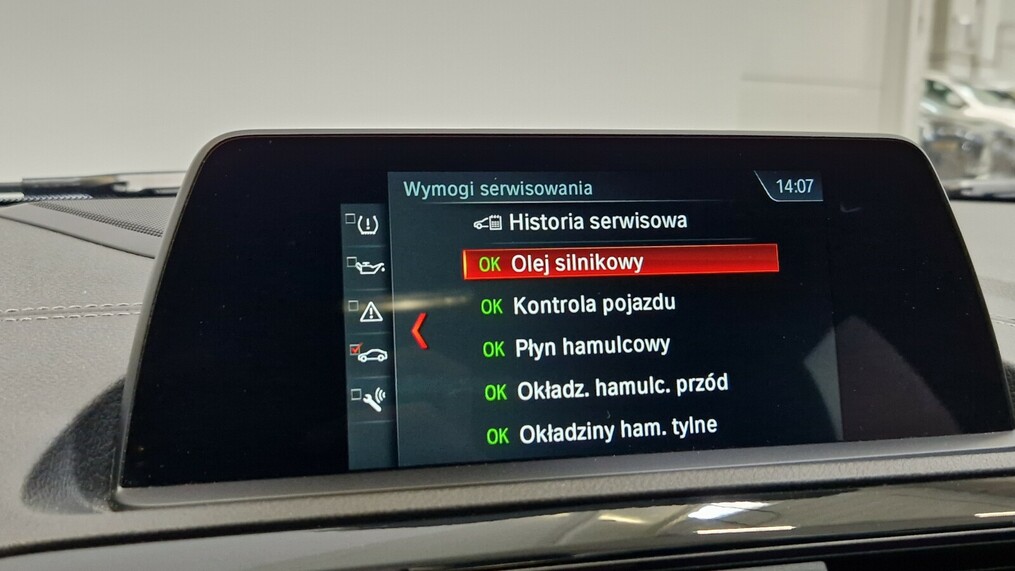 Wymogi serwisowania 14:07
Historia serwisowa
OK Olej silnikowy
OK Kontrola pojazdu
OK Płyn hamulcowy
OK Okładz. hamulc. przód
OK Okładziny ham. tylne